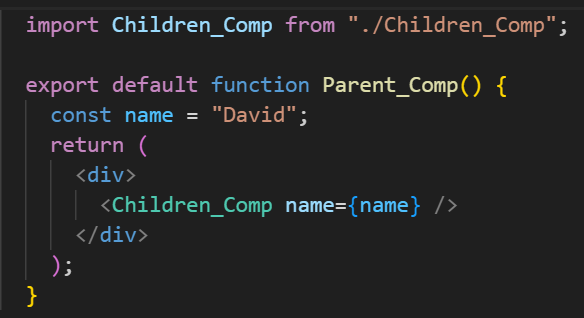 import Children_Comp from "./Children_Comp";
export default function Parent_Comp() {
const name = "David";
return (
<div>
<Children_Comp name={name} />
</div>
);
}